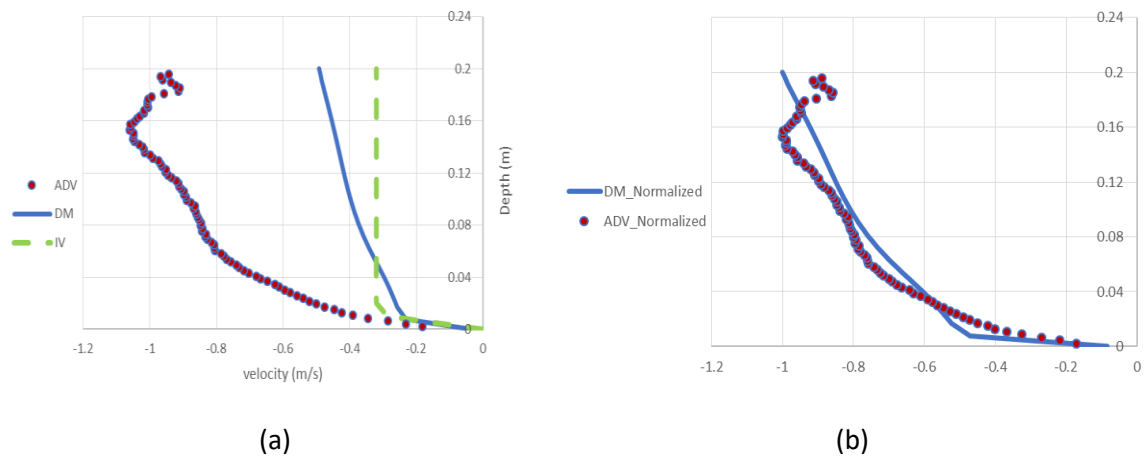 0.24
0.2
0.16
0.12
0.08
0.04
0
-1.2 -1 -0.8 -0.6 -0.4 -0.2 0
velocity (m/s)
Depth (m)
ADV
DM
IV
(a)
0.24
0.2
0.16
0.12
0.08
0.04
0
-1.2 -1 -0.8 -0.6 -0.4 -0.2 0
DM_Normalized
ADV_Normalized
(b)